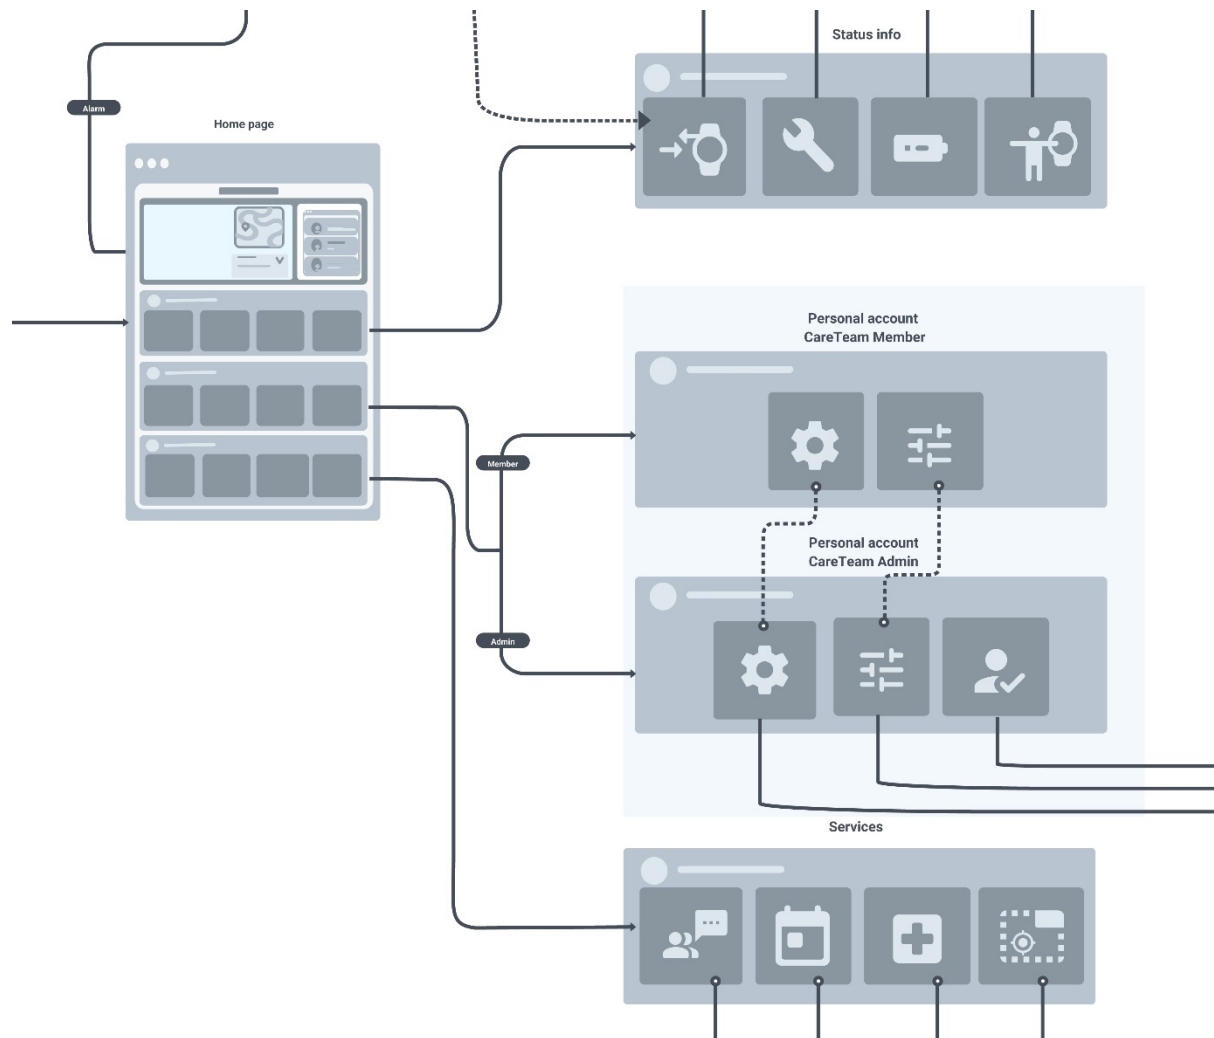 Status info
Alarm
Home page
Personal account
CareTeam Member
Member
Personal account
CareTeam Admin
Admin
Services